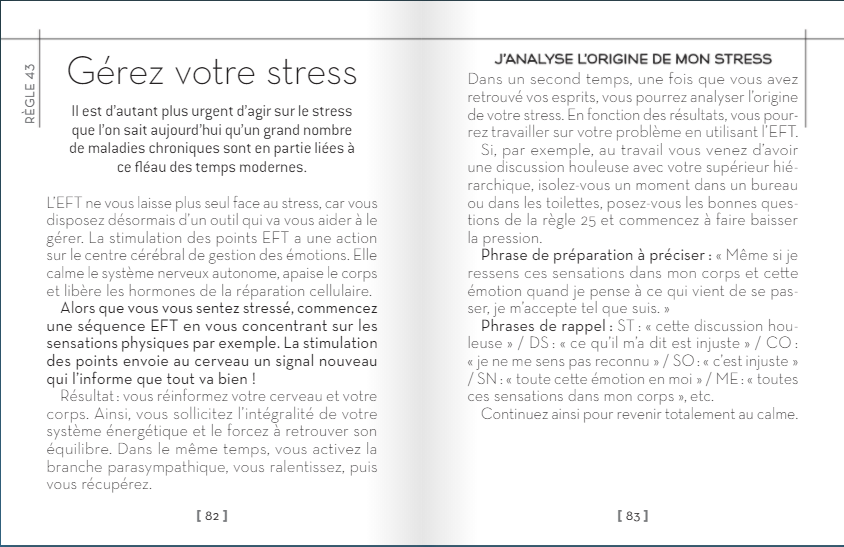 RÈGLE 43
Gérez votre stress
Il est d'autant plus urgent d'agir sur le stress
que l'on sait aujourd'hui qu'un grand nombre
de maladies chroniques sont en partie liées à
ce fléau des temps modernes.
L'EFT ne vous laisse plus seul face au stress, car vous
disposez désormais d'un outil qui va vous aider à le
gérer. La stimulation des points EFT a une action
sur le centre cérébral de gestion des émotions. Elle
calme le système nerveux autonome, apaise le corps
et libère les hormones de la réparation cellulaire.
Alors que vous vous sentez stressé, commencez
une séquence EFT en vous concentrant sur les
sensations physiques par exemple. La stimulation
des points envoie au cerveau un signal nouveau
qui l'informe que tout va bien !
Résultat : vous réinformez votre cerveau et votre
corps. Ainsi, vous sollicitez l'intégralité de votre
système énergétique et le forcez à retrouver son
équilibre. Dans le même temps, vous activez la
branche parasympathique, vous ralentissez, puis
vous récupérez.
[ 82 ]
J'ANALYSE L'ORIGINE DE MON STRESS
Dans un second temps, une fois que vous avez
retrouvé vos esprits, vous pourrez analyser l'origine
de votre stress. En fonction des résultats, vous pour-
rez travailler sur votre problème en utilisant l'EFT.
Si, par exemple, au travail vous venez d'avoir
une discussion houleuse avec votre supérieur hié-
rarchique, isolez-vous un moment dans un bureau
ou dans les toilettes, posez-vous les bonnes ques-
tions de la règle 25 et commencez à faire baisser
la pression.
Phrase de préparation à préciser : « Même si je
ressens ces sensations dans mon corps et cette
émotion quand je pense à ce qui vient de se pas-
ser, je m'accepte tel que suis. »
Phrases de rappel : ST : « cette discussion hou-
leuse » / DS : « ce qu'il m'a dit est injuste » / CO :
« je ne me sens pas reconnu » / SO : « c'est injuste »
/ SN : « toute cette émotion en moi » / ME : « toutes
ces sensations dans mon corps », etc.
Continuez ainsi pour revenir totalement au calme.
[ 83 ]